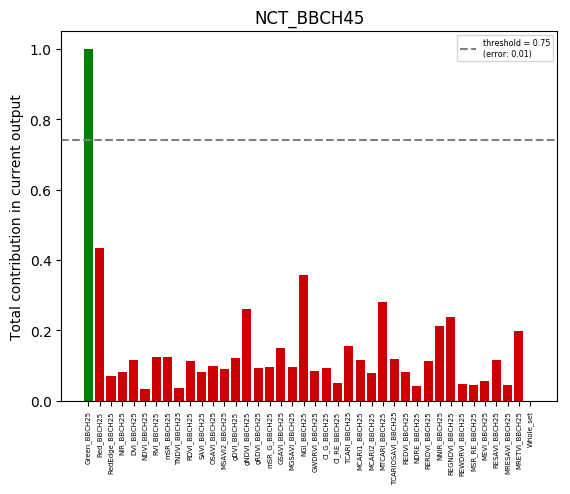 NCT_BBCH45
threshold = 0.75
(error: 0.01)
Total contribution in current output
1.0
0.8
0.6
0.4
0.2
0.0
Green_BBCH25
Red_BBCH25
RedEdge_BBCH25
NIR_BBCH25
DVI_BBCH25
NDVI_BBCH25
RVI_BBCH25
mSR_BBCH25
TNDVI_BBCH25
RDVI_BBCH25
SAVI_BBCH25
OSAVI_BBCH25
MSAVI2_BBCH25
gDVI_BBCH25
gNDVI_BBCH25
gRDVI_BBCH25
mSR_G_BBCH25
GSAVI_BBCH25
MGSAVI_BBCH25
NGI_BBCH25
GWDRVI_BBCH25
CI_G_BBCH25
CI_RE_BBCH25
TCARI_BBCH25
MCARI1_BBCH25
MCARI2_BBCH25
MTCARI_BBCH25
TCARIOSAVI_BBCH25
REDVI_BBCH25
NDRE_BBCH25
RERDVI_BBCH25
NNIR_BBCH25
REGNDVI_BBCH25
REWDRVI_BBCH25
MSR_RE_BBCH25
MEVI_BBCH25
RESAVI_BBCH25
MRESAVI_BBCH25
MRETVI_BBCH25
Whole_set